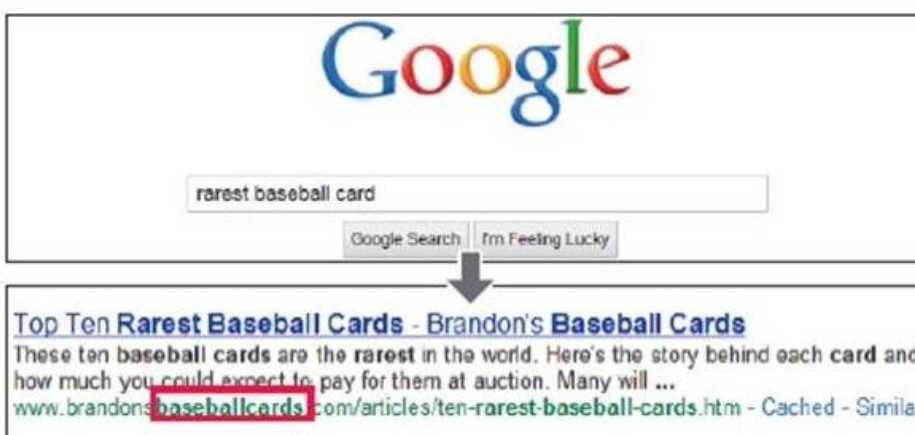 Google
rarest baseball card
Google Search I'm Feeling Lucky
Top Ten Rarest Baseball Cards - Brandon's Baseball Cards
These ten baseball cards are the rarest in the world. Here's the story behind each card and
how much you could expect to pay for them at auction. Many will ...
www.brandonsbaseballcards.com/articles/ten-rarest-baseball-cards.htm - Cached - Simila